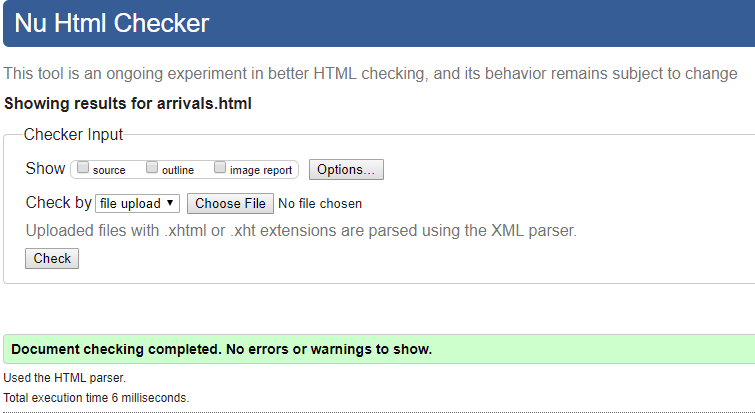 Nu Html Checker
This tool is an ongoing experiment in better HTML checking, and its behavior remains subject to change
Showing results for arrivals.html
Checker Input
Show source outline image report Options...
Check by file upload Choose File No file chosen
Uploaded files with .xhtml or .xht extensions are parsed using the XML parser.
Check
Document checking completed. No errors or warnings to show.
Used the HTML parser.
Total execution time 6 milliseconds.